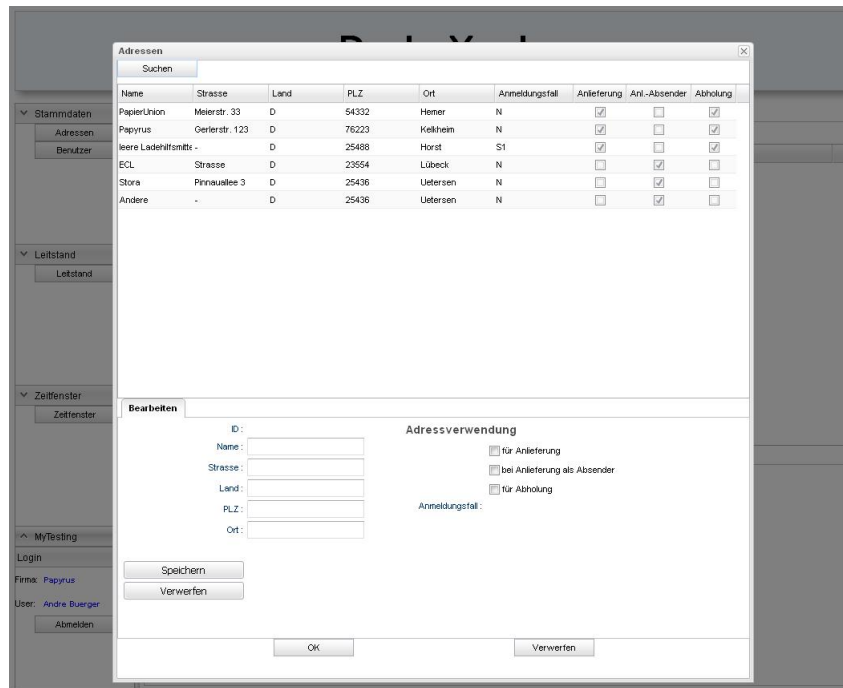 Adressen
Suchen
Name Strasse Land PLZ Ort Anmeldungsfall Anlieferung Anl.-Absender Abholung
PapierUnion Meierstr. 33 D 54332 Hemer N
Papyrus Gerlerstr. 123 D 76223 Kelkheim N
leere Ladehilfsmitte - D 25488 Horst S1
ECL Strasse D 23554 Lübeck N
Stora Pinnauallee 3 D 25436 Uetersen N
Andere - D 25436 Uetersen N
Stammdaten
Adressen
Benutzer
Leitstand
Leitstand
Zeitfenster
Zeitfenster
MyTesting
Login
Firma: Papyrus
User: Andre Buerger
Abmelden
Bearbeiten
ID :
Name :
Strasse :
Land :
PLZ :
Ort :
Adressverwendung
für Anlieferung
bei Anlieferung als Absender
für Abholung
Anmeldungsfall :
Speichern
Verwerfen
OK Verwerfen